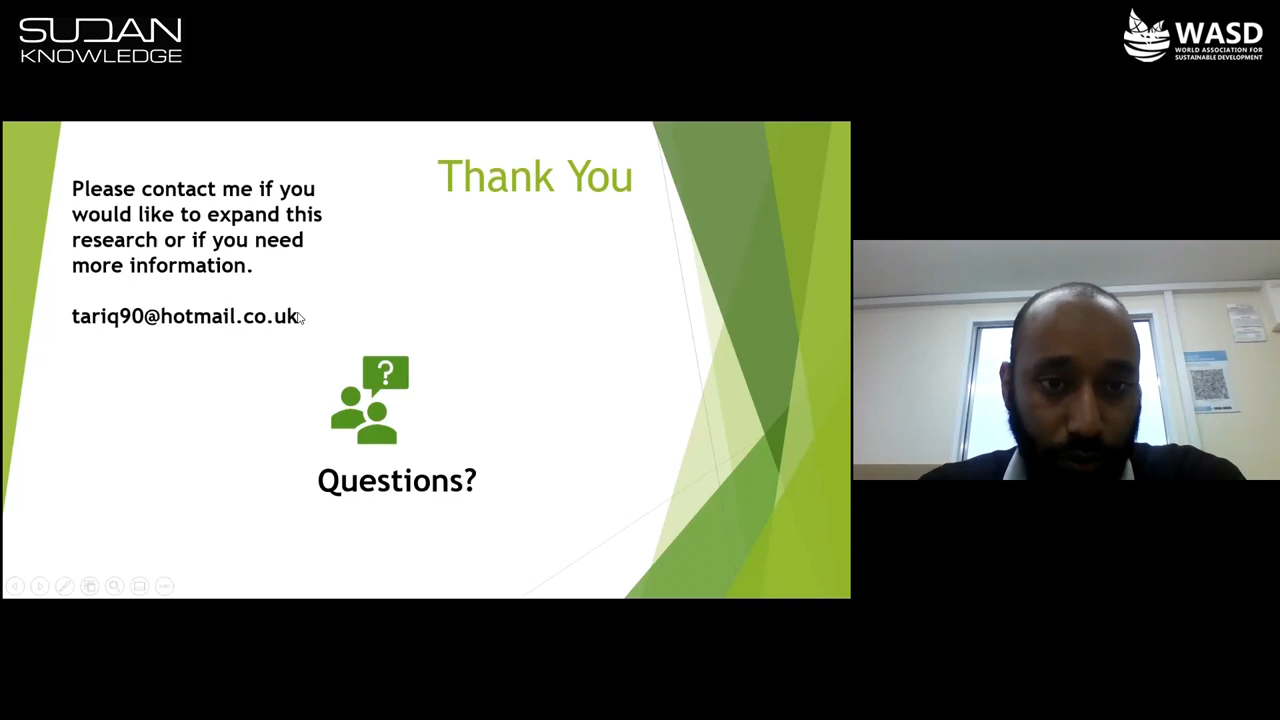 SUDAN
KNOWLEDGE
WASD
WORLD ASSOCIATION FOR
SUSTAINABLE DEVELOPMENT
Thank You
Please contact me if you
would like to expand this
research or if you need
more information.
tariq90@hotmail.co.uk
?
Questions?